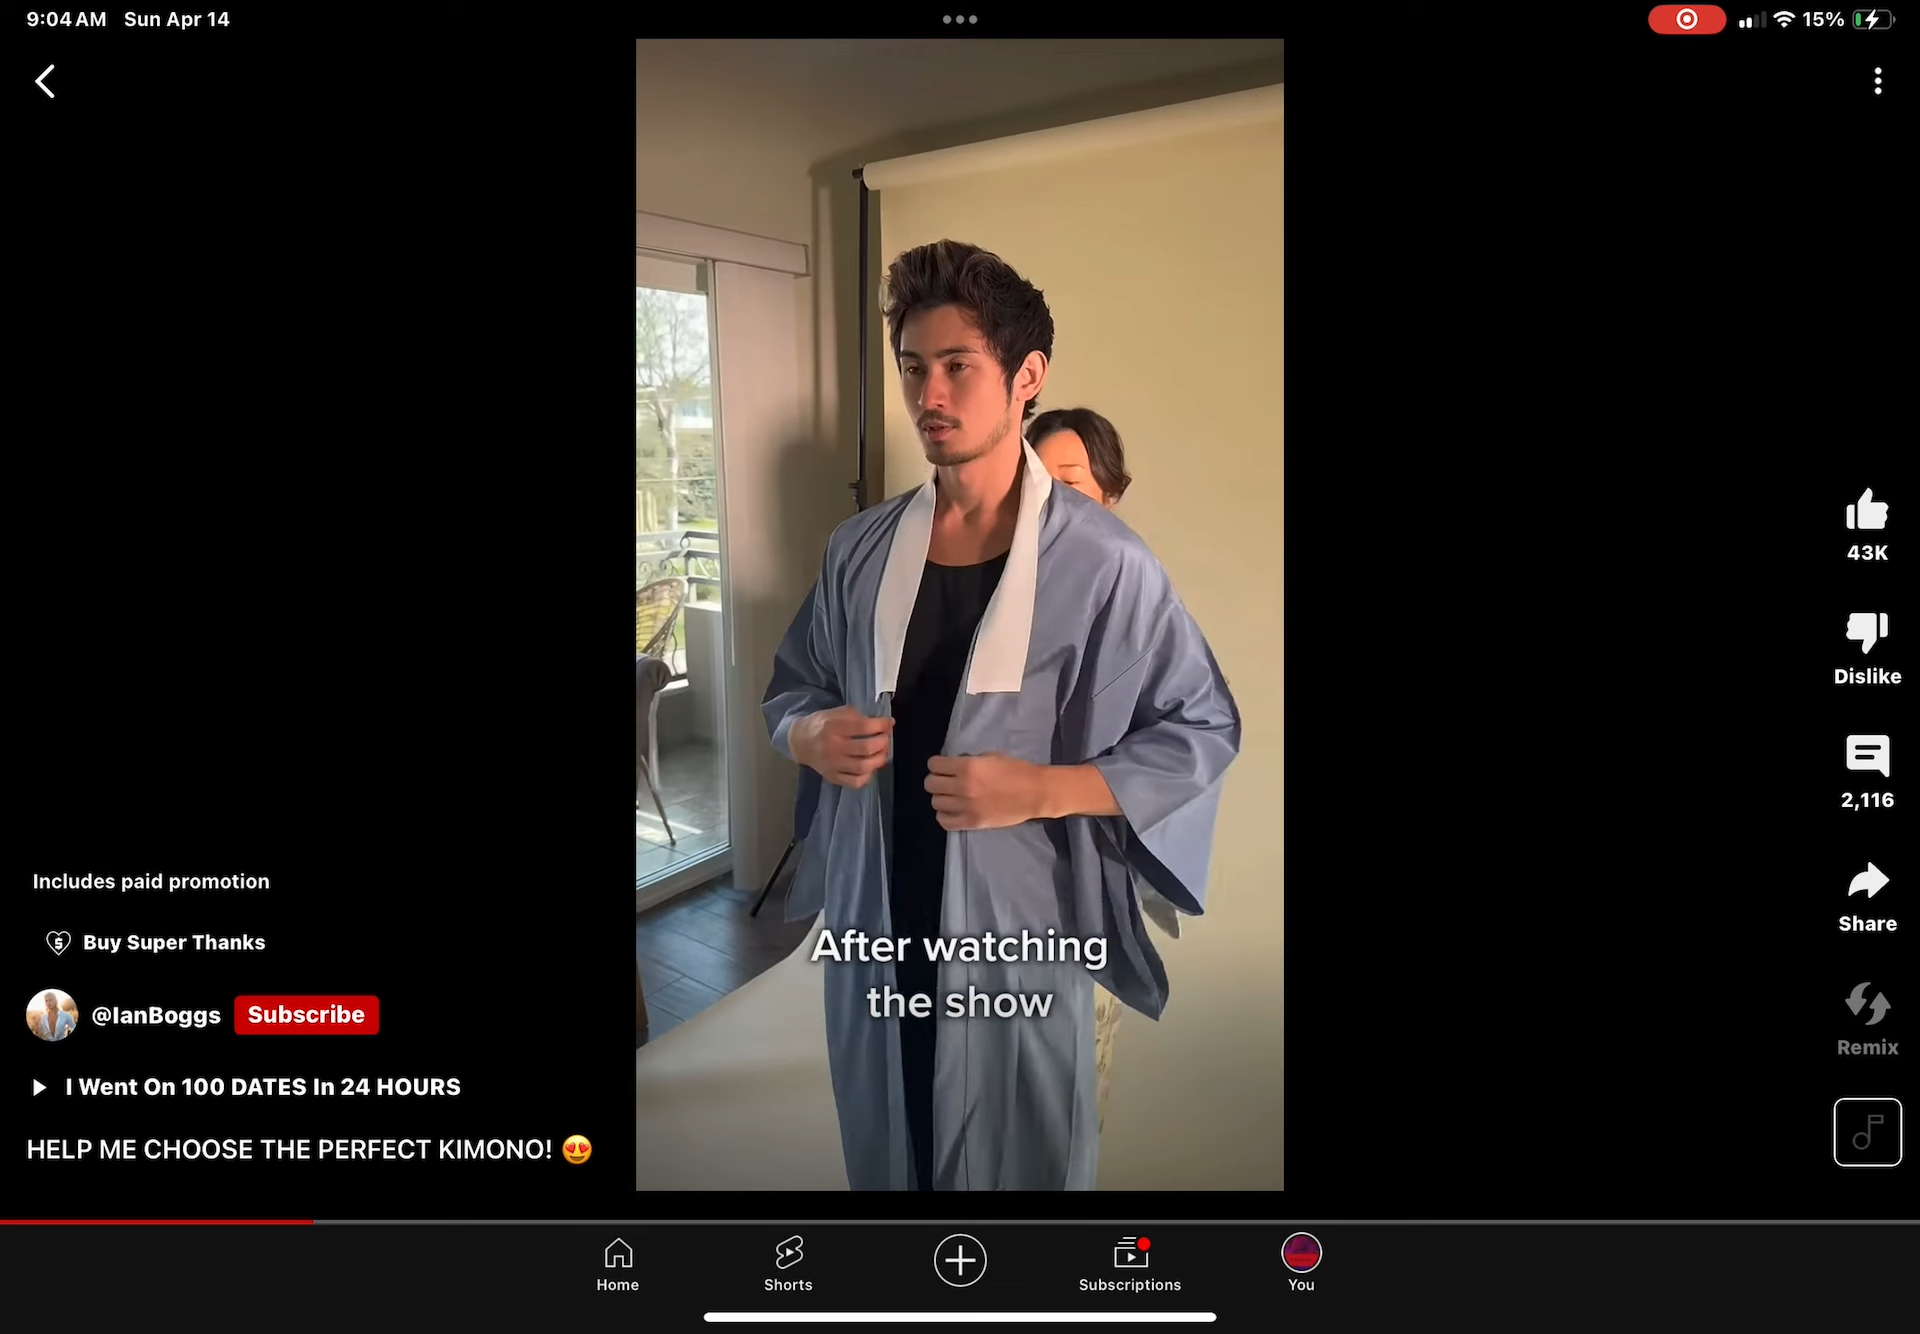 9:04 AM Sun Apr 14
15%
After watching
the show
43K
Dislike
2,116
Share
Remix
Includes paid promotion
Buy Super Thanks
@IanBoggs Subscribe
I Went On 100 DATES In 24 HOURS
HELP ME CHOOSE THE PERFECT KIMONO! 😍
Home Shorts Subscriptions You